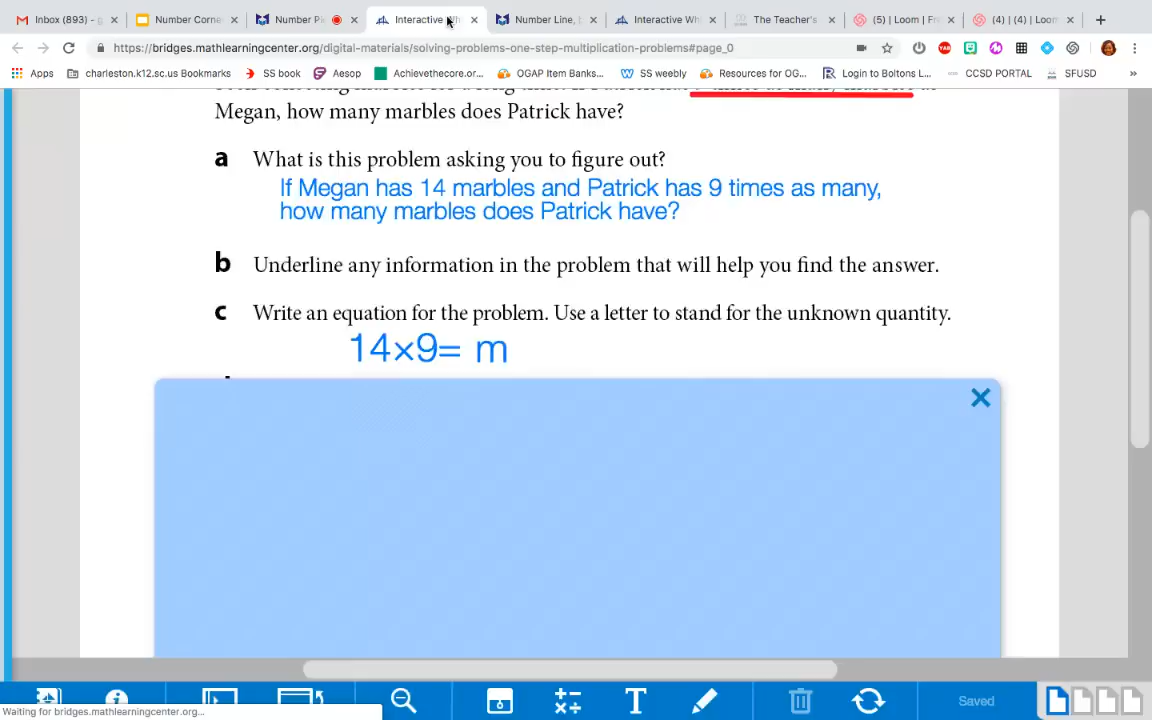 Inbox (893) - g
Number Corne
Number Pi
Interactive Wh
Number Line, b
Interactive Wh
The Teacher's
(5) | Loom | Fre
(4) | (4) | Loom
https://bridges.mathlearningcenter.org/digital-materials/solving-problems-one-step-multiplication-problems#page_0
Apps
charleston.k12.sc.us Bookmarks
SS book
Aesop
Achievethecore.or...
OGAP Item Banks...
SS weekly
Resources for OG...
Login to Boltons L...
CCSD PORTAL
SFUSD
»
Megan, how many marbles does Patrick have?
a What is this problem asking you to figure out?
If Megan has 14 marbles and Patrick has 9 times as many,
how many marbles does Patrick have?
b Underline any information in the problem that will help you find the answer.
c Write an equation for the problem. Use a letter to stand for the unknown quantity.
14×9= m
Saved
Waiting for bridges.mathlearningcenter.org...